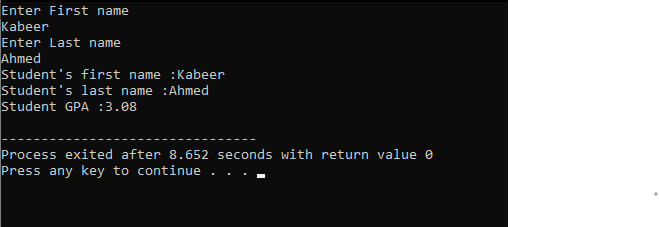 Enter First name
Kabeer
Enter Last name
Ahmed
Student's first name :Kabeer
Student's last name :Ahmed
Student GPA :3.08
--------------------------------
Process exited after 8.652 seconds with return value 0
Press any key to continue . . .